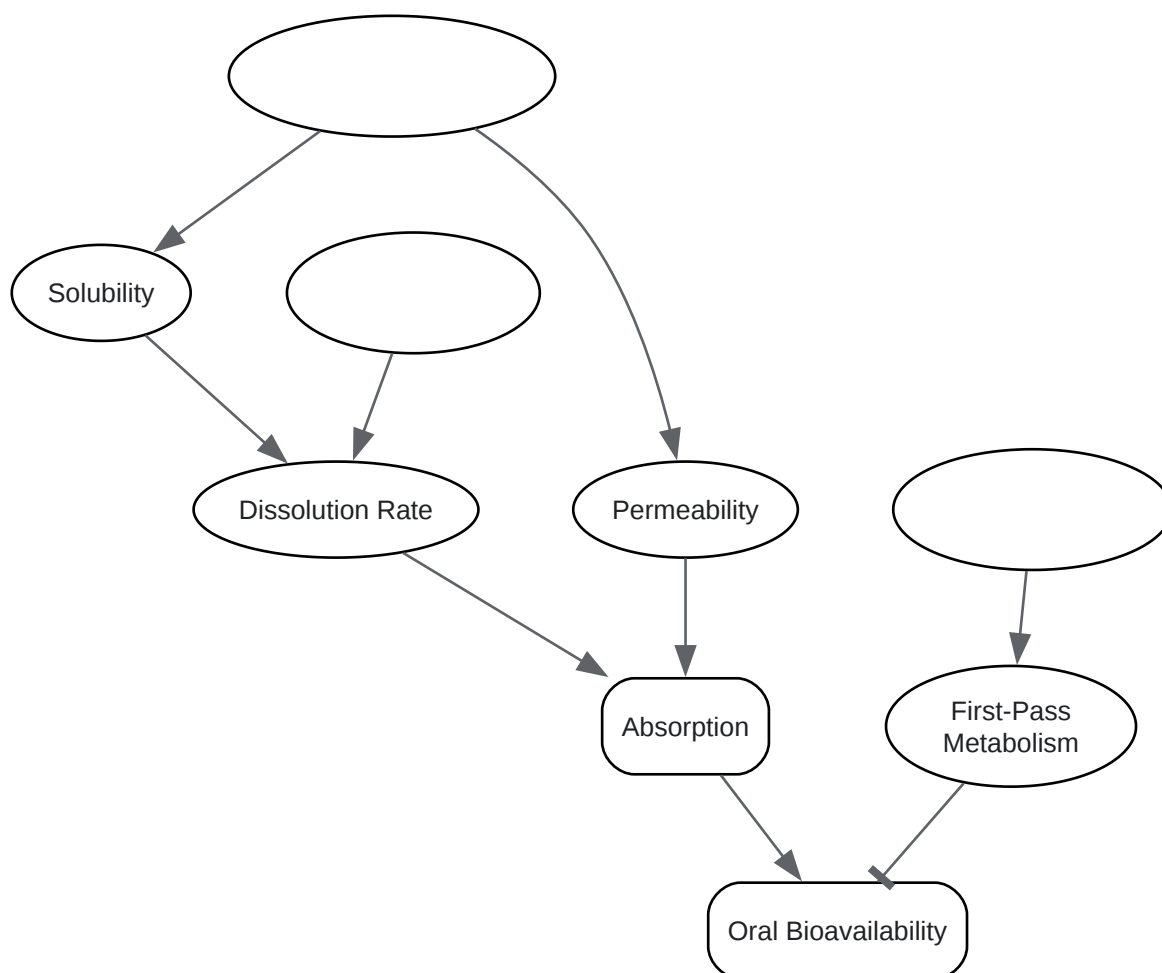 Solubility
Dissolution Rate
Permeability
Absorption
First-Pass
Metabolism
Oral Bioavailability